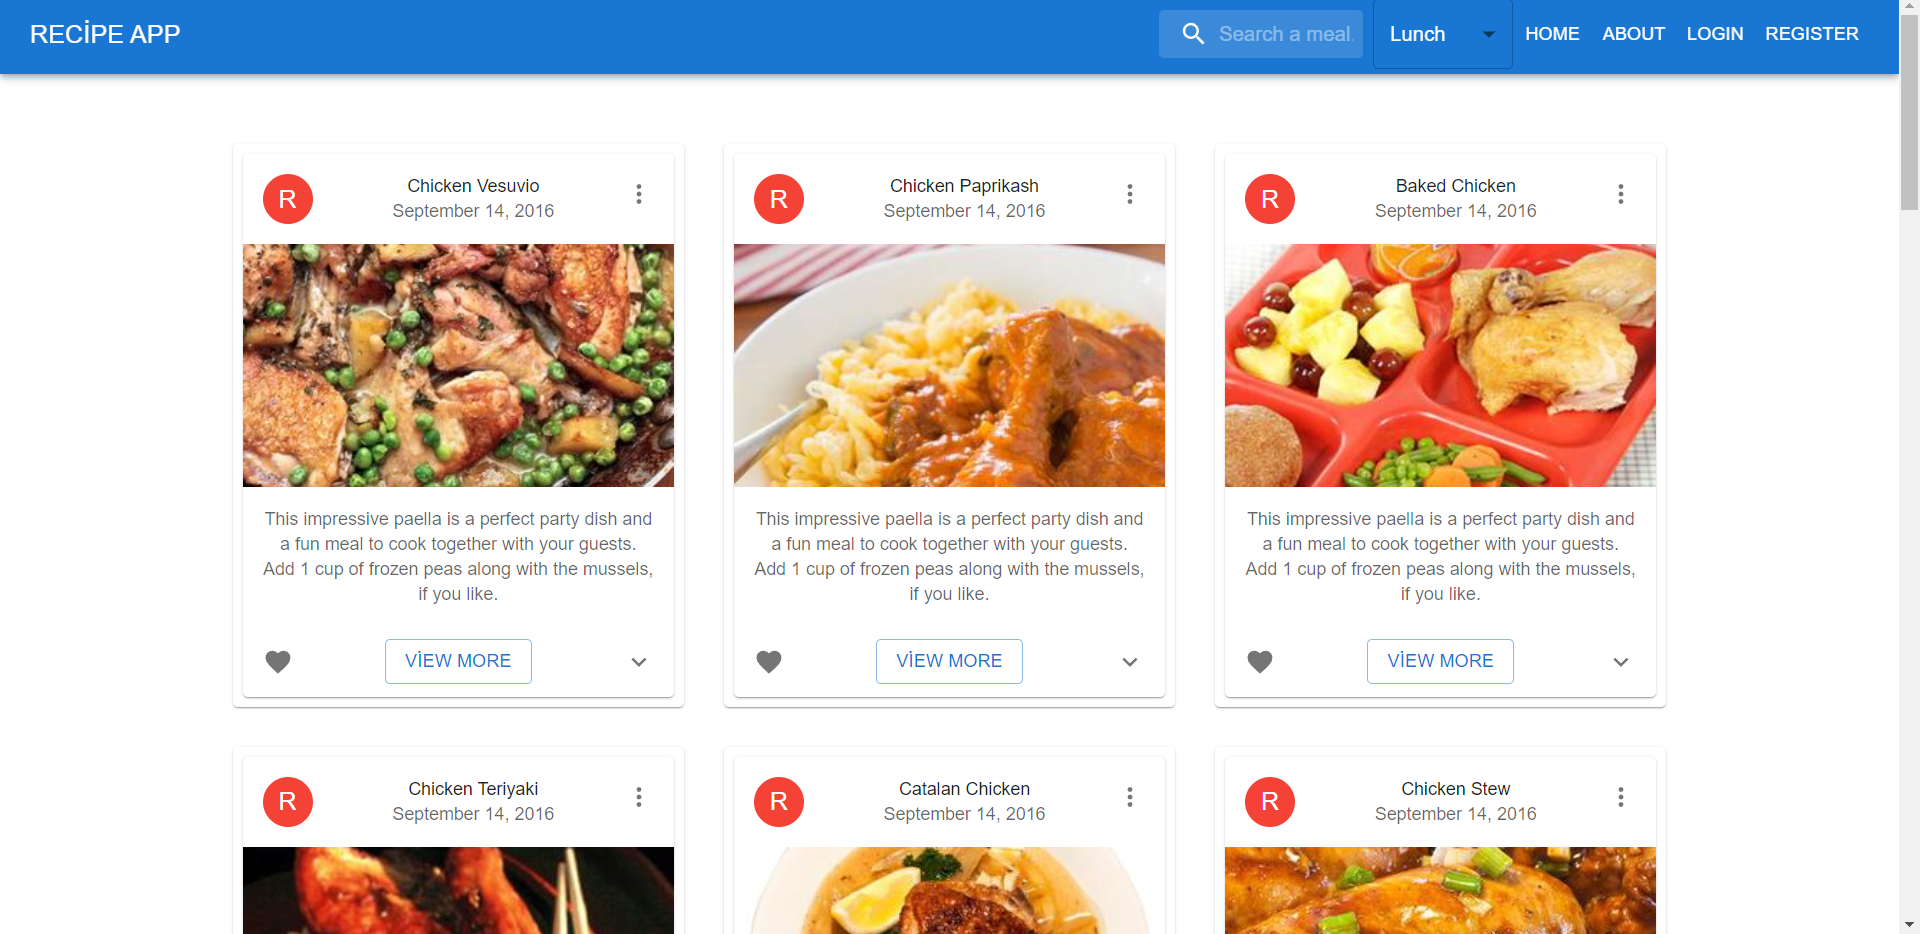 RECİPE APP
Search a meal
Lunch
HOME
ABOUT
LOGIN
REGISTER
R
Chicken Vesuvio
September 14, 2016
This impressive paella is a perfect party dish and
a fun meal to cook together with your guests.
Add 1 cup of frozen peas along with the mussels,
if you like.
VİEW MORE
R
Chicken Paprikash
September 14, 2016
This impressive paella is a perfect party dish and
a fun meal to cook together with your guests.
Add 1 cup of frozen peas along with the mussels,
if you like.
VİEW MORE
R
Baked Chicken
September 14, 2016
This impressive paella is a perfect party dish and
a fun meal to cook together with your guests.
Add 1 cup of frozen peas along with the mussels,
if you like.
VİEW MORE
R
Chicken Teriyaki
September 14, 2016
R
Catalan Chicken
September 14, 2016
R
Chicken Stew
September 14, 2016